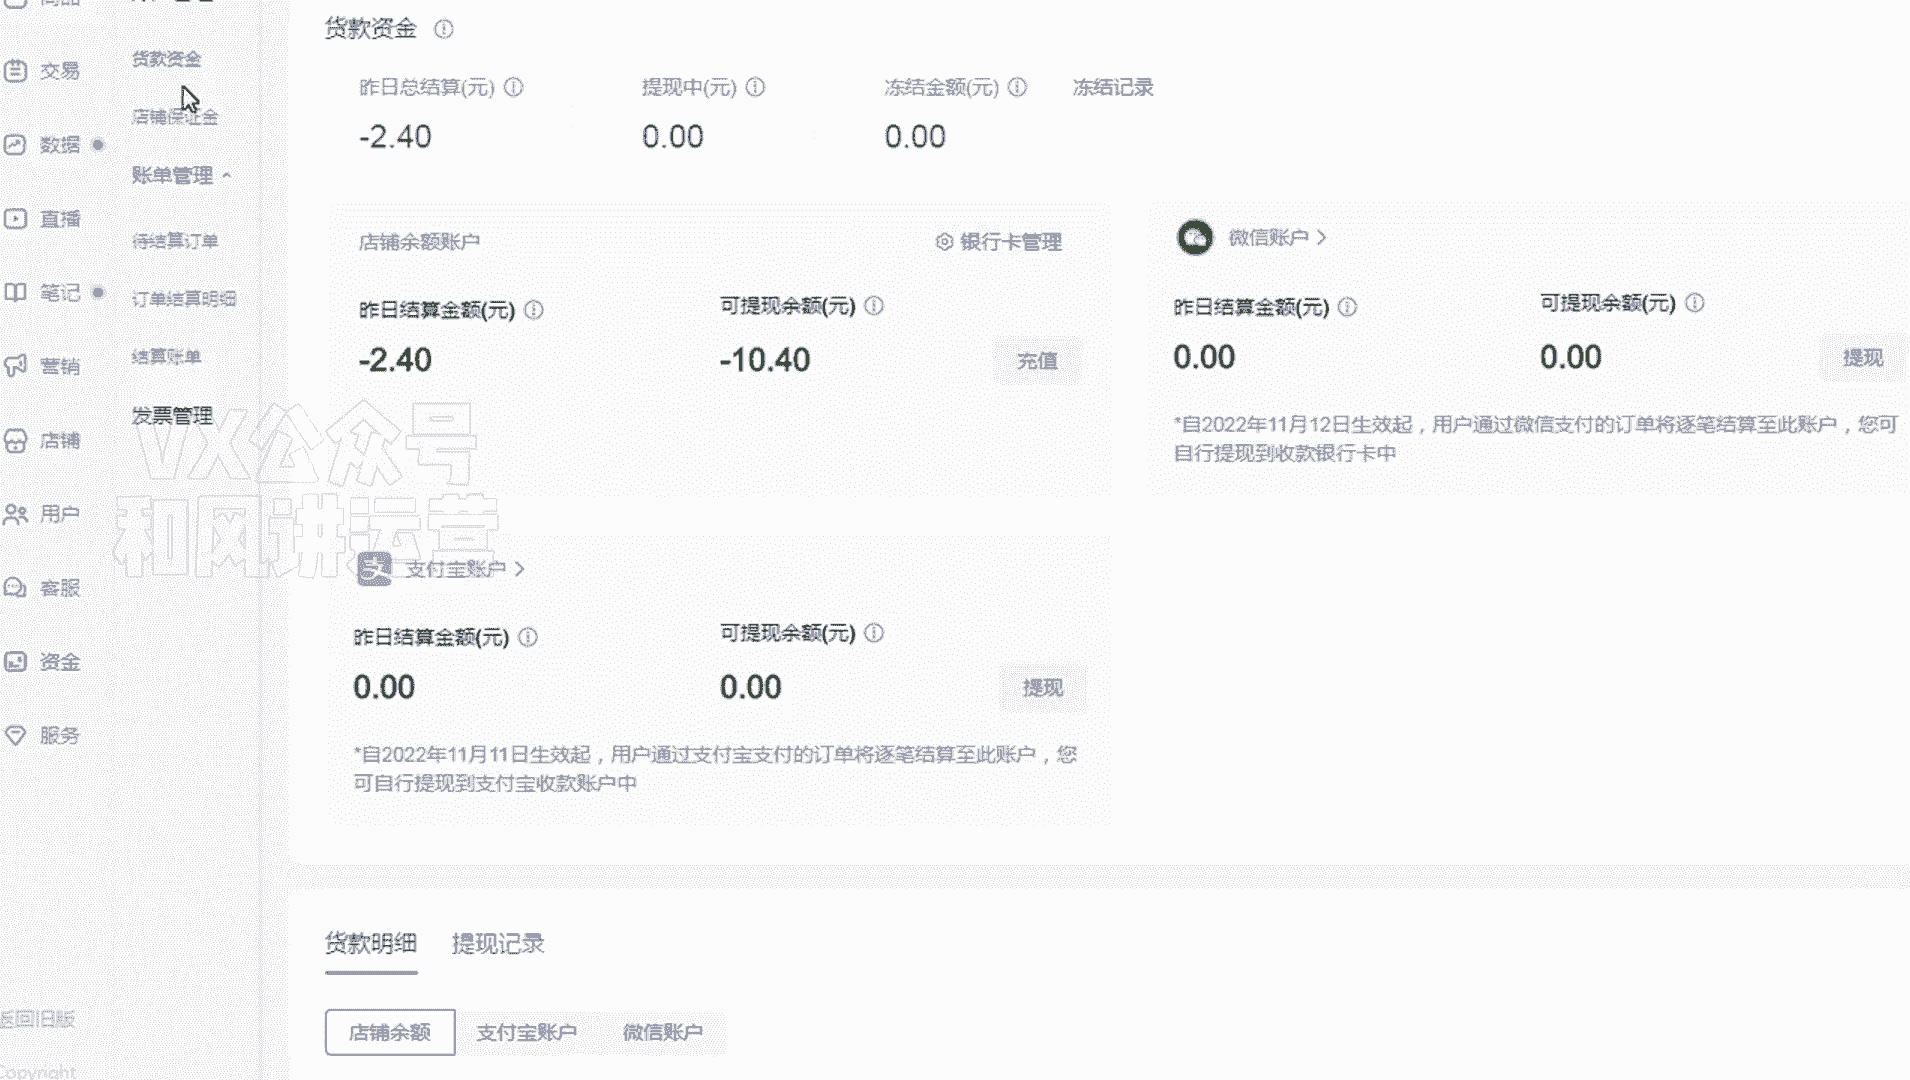 商品
交易
数据
直播
笔记
营销
店铺
用户
客服
资金
服务
返回旧版
Copyright
货款资金
店铺保证金
账单管理
待结算订单
订单结算明细
结算账单
发票管理
货款资金
昨日总结算(元)
-2.40
提现中(元)
0.00
冻结金额(元)
0.00
冻结记录
店铺余额账户
银行卡管理
昨日结算金额(元)
-2.40
可提现余额(元)
-10.40
充值
微信账户
昨日结算金额(元)
0.00
可提现余额(元)
0.00
提现
*自2022年11月12日生效起，用户通过微信支付的订单将逐笔结算至此账户，您可
自行提现到收款银行卡中
VX公众号
和风讲运营
支 支付宝账户
昨日结算金额(元)
0.00
可提现余额(元)
0.00
提现
*自2022年11月11日生效起，用户通过支付宝支付的订单将逐笔结算至此账户，您
可自行提现到支付宝收款账户中
货款明细
提现记录
店铺余额
支付宝账户
微信账户